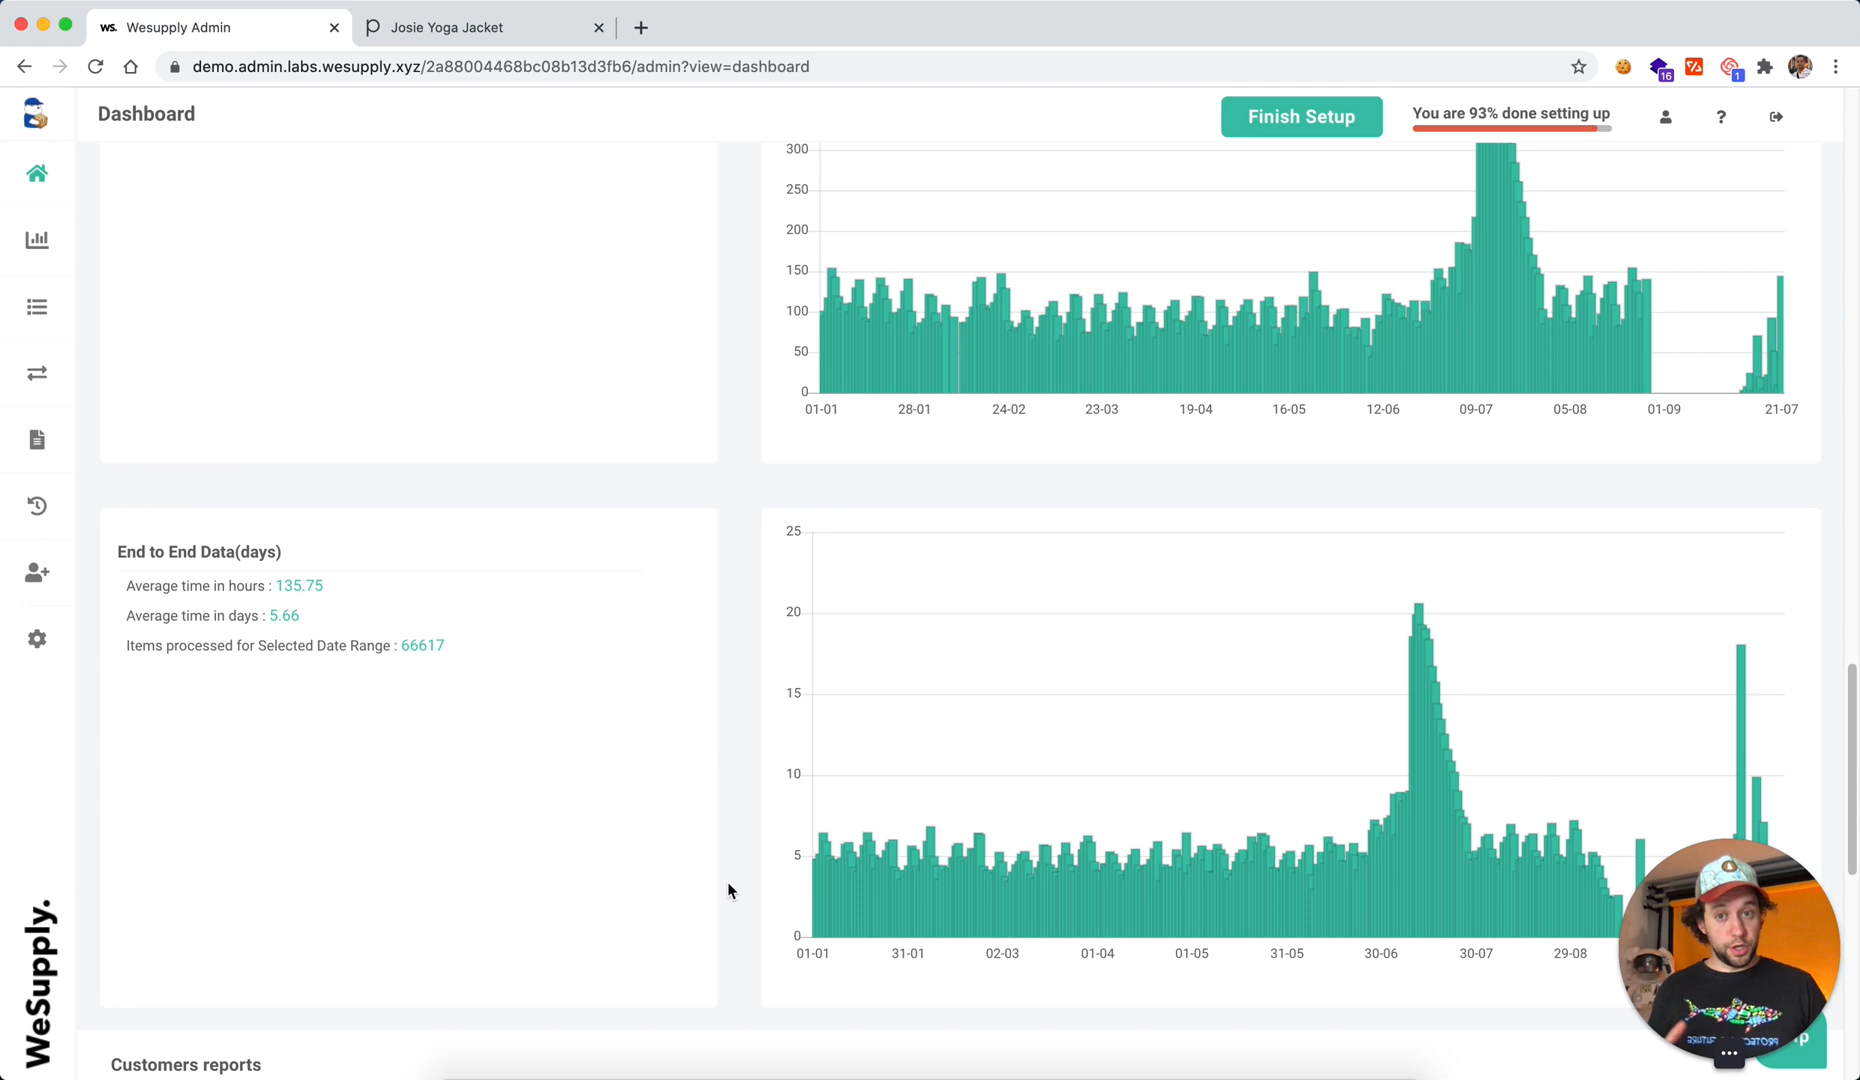 ws. Wesupply Admin
Josie Yoga Jacket
demo.admin.labs.wesupply.xyz/2a88004468bc08b13d3fb6/admin?view=dashboard
16
1
Dashboard
Finish Setup
You are 93% done setting up
?
300
250
200
150
100
50
0
01-01 28-01 24-02 23-03 19-04 16-05 12-06 09-07 05-08 01-09 21-07
End to End Data(days)
Average time in hours : 135.75
Average time in days : 5.66
Items processed for Selected Date Range : 66617
25
20
15
10
5
0
01-01 31-01 02-03 01-04 01-05 31-05 30-06 30-07 29-08
WeSupply.
Customers reports